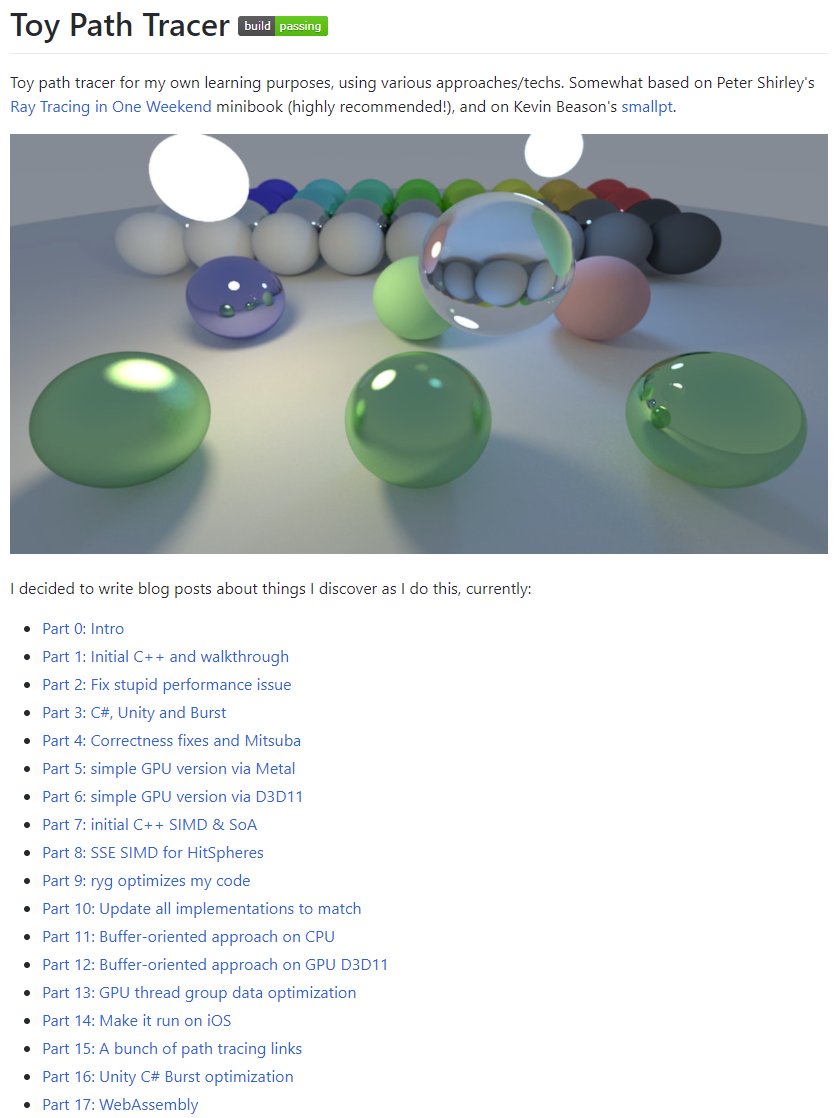 Toy Path Tracer build passing
Toy path tracer for my own learning purposes, using various approaches/techs. Somewhat based on Peter Shirley's
Ray Tracing in One Weekend minibook (highly recommended!), and on Kevin Beason's smallpt.
I decided to write blog posts about things I discover as I do this, currently:
Part 0: Intro
Part 1: Initial C++ and walkthrough
Part 2: Fix stupid performance issue
Part 3: C#, Unity and Burst
Part 4: Correctness fixes and Mitsuba
Part 5: simple GPU version via Metal
Part 6: simple GPU version via D3D11
Part 7: initial C++ SIMD & SoA
Part 8: SSE SIMD for HitSpheres
Part 9: ryg optimizes my code
Part 10: Update all implementations to match
Part 11: Buffer-oriented approach on CPU
Part 12: Buffer-oriented approach on GPU D3D11
Part 13: GPU thread group data optimization
Part 14: Make it run on iOS
Part 15: A bunch of path tracing links
Part 16: Unity C# Burst optimization
Part 17: WebAssembly